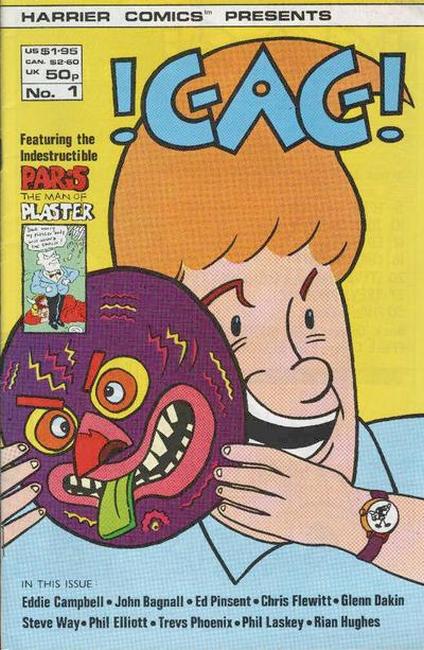 HARRIER COMICS™ PRESENTS
US $1·95
CAN. $2·60
UK 50p
No. 1
!GAG!
Featuring the
Indestructible
PARIS
THE MAN OF
PLASTER
IN THIS ISSUE
Eddie Campbell • John Bagnall • Ed Pinsent • Chris Flewitt • Glenn Dakin
Steve Way • Phil Elliott • Trevs Phoenix • Phil Laskey • Rian Hughes